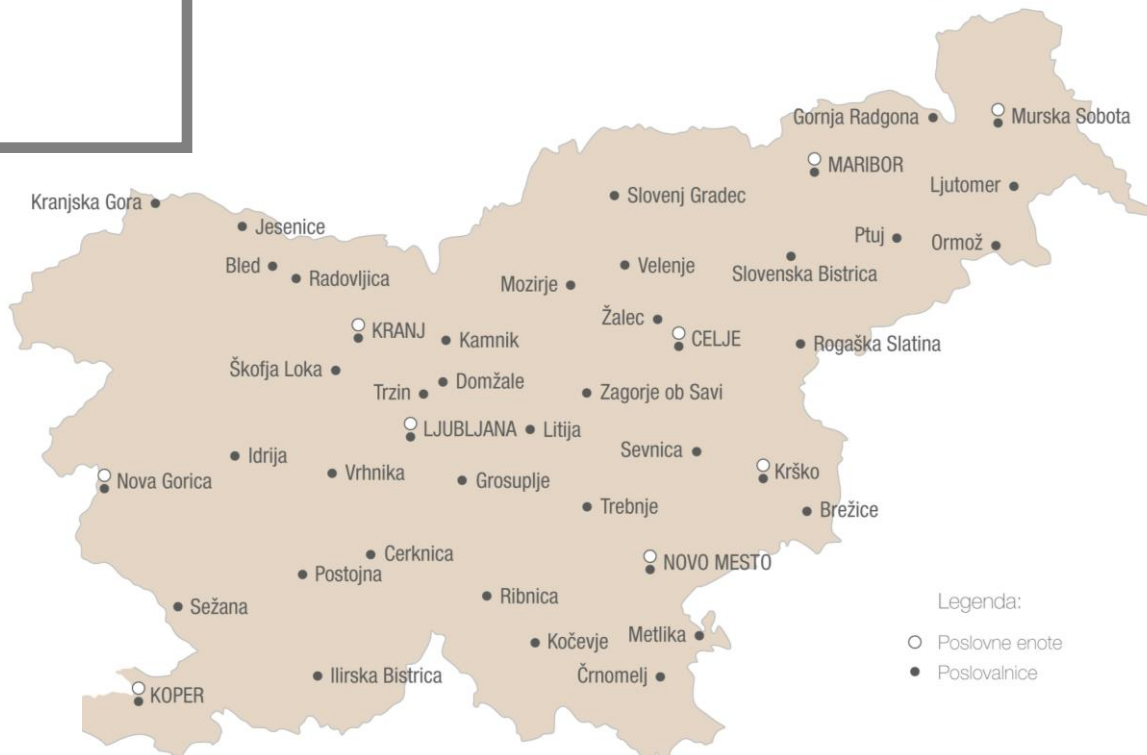 Gornja Radgona
Murska Sobota
MARIBOR
Kranjska Gora
Slovenj Gradec
Ljutomer
Jesenice
Ptuj
Ormož
Bled
Radovljica
Velenje
Slovenska Bistrica
Mozirje
Žalec
KRANJ
Kamnik
CELJE
Rogaška Slatina
Škofja Loka
Domžale
Trzin
Zagorje ob Savi
LJUBLJANA
Litija
Idrija
Sevnica
Vrhnika
Krško
Nova Gorica
Grosuplje
Trebnje
Brežice
Cerknica
NOVO MESTO
Postojna
Ribnica
Sežana
Legenda:
Kočevje
Metlika
Poslovne enote
Ilirska Bistrica
Črnomelj
Poslovalnice
KOPER